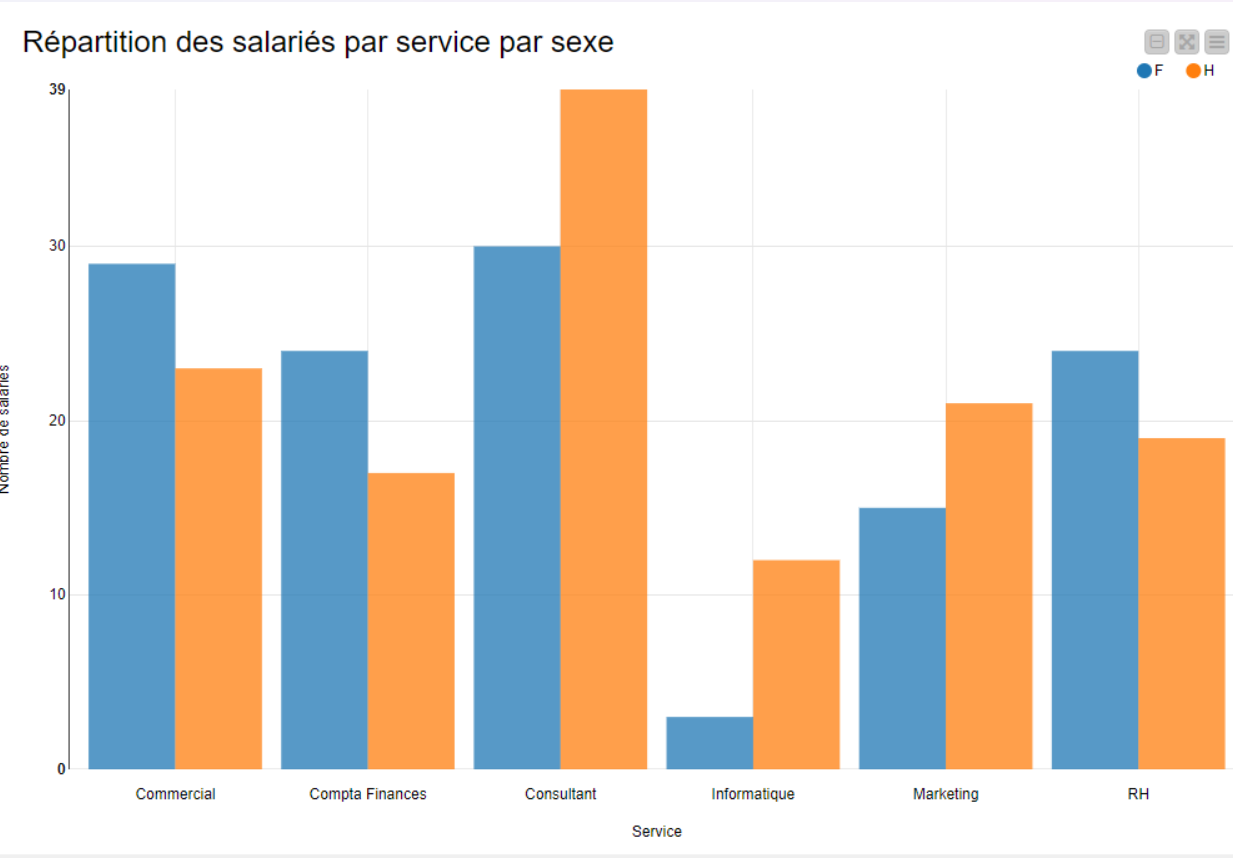 Répartition des salariés par service par sexe
F H
39
30
20
10
0
Nombre de salariés
Commercial Compta Finances Consultant Informatique Marketing RH
Service